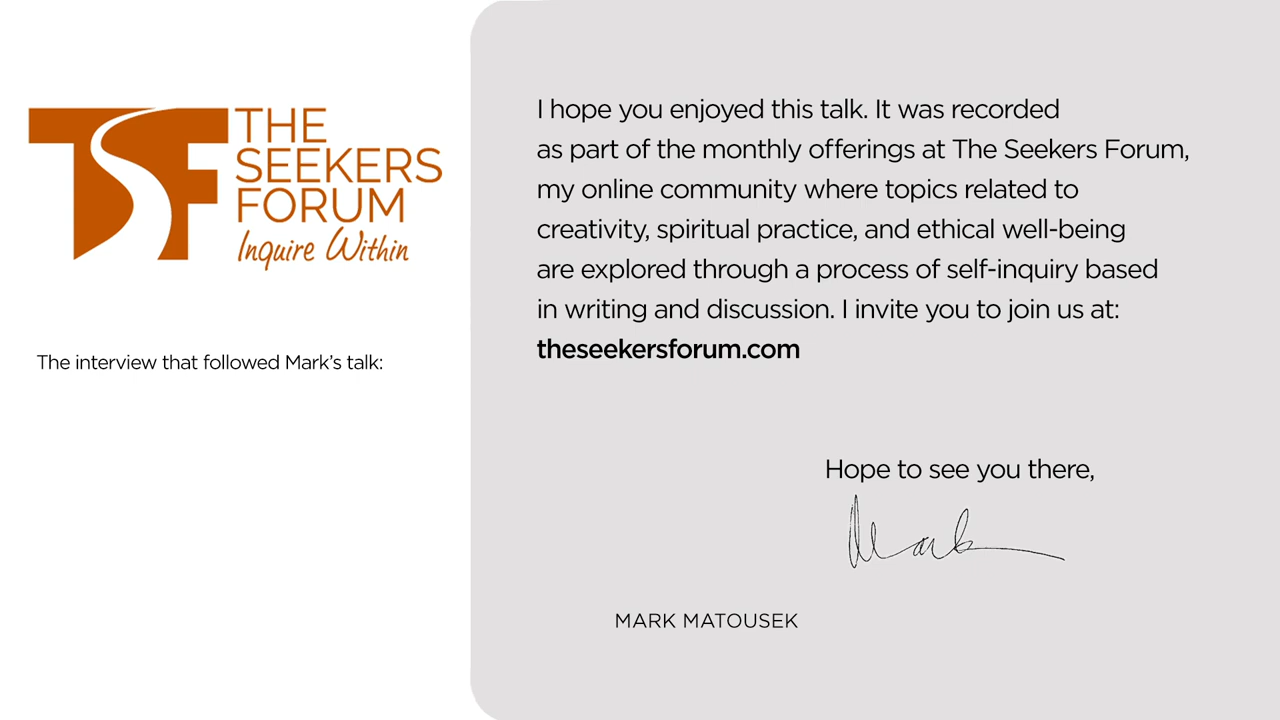 TSF
THE
SEEKERS
FORUM
Inquire Within
The interview that followed Mark's talk:
I hope you enjoyed this talk. It was recorded
as part of the monthly offerings at The Seekers Forum,
my online community where topics related to
creativity, spiritual practice, and ethical well-being
are explored through a process of self-inquiry based
in writing and discussion. I invite you to join us at:
theseekersforum.com
Hope to see you there,
Mark
MARK MATOUSEK